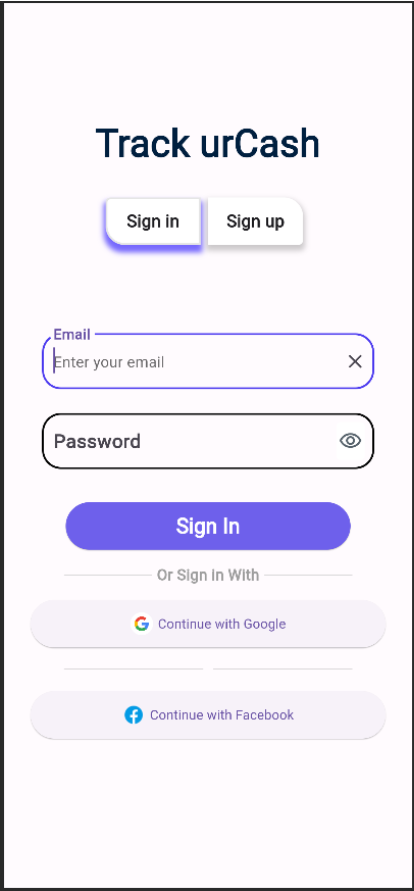 Track urCash
Sign in Sign up
Email
Enter your email
Password
Sign In
Or Sign in With
Continue with Google
Continue with Facebook